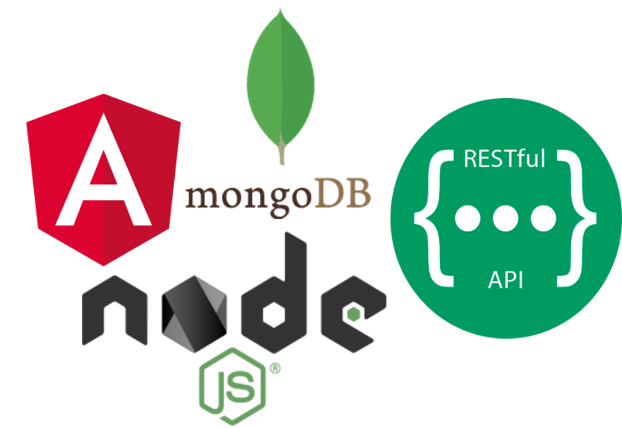 mongoDB
A
RESTful
{...}
API
node
JS®